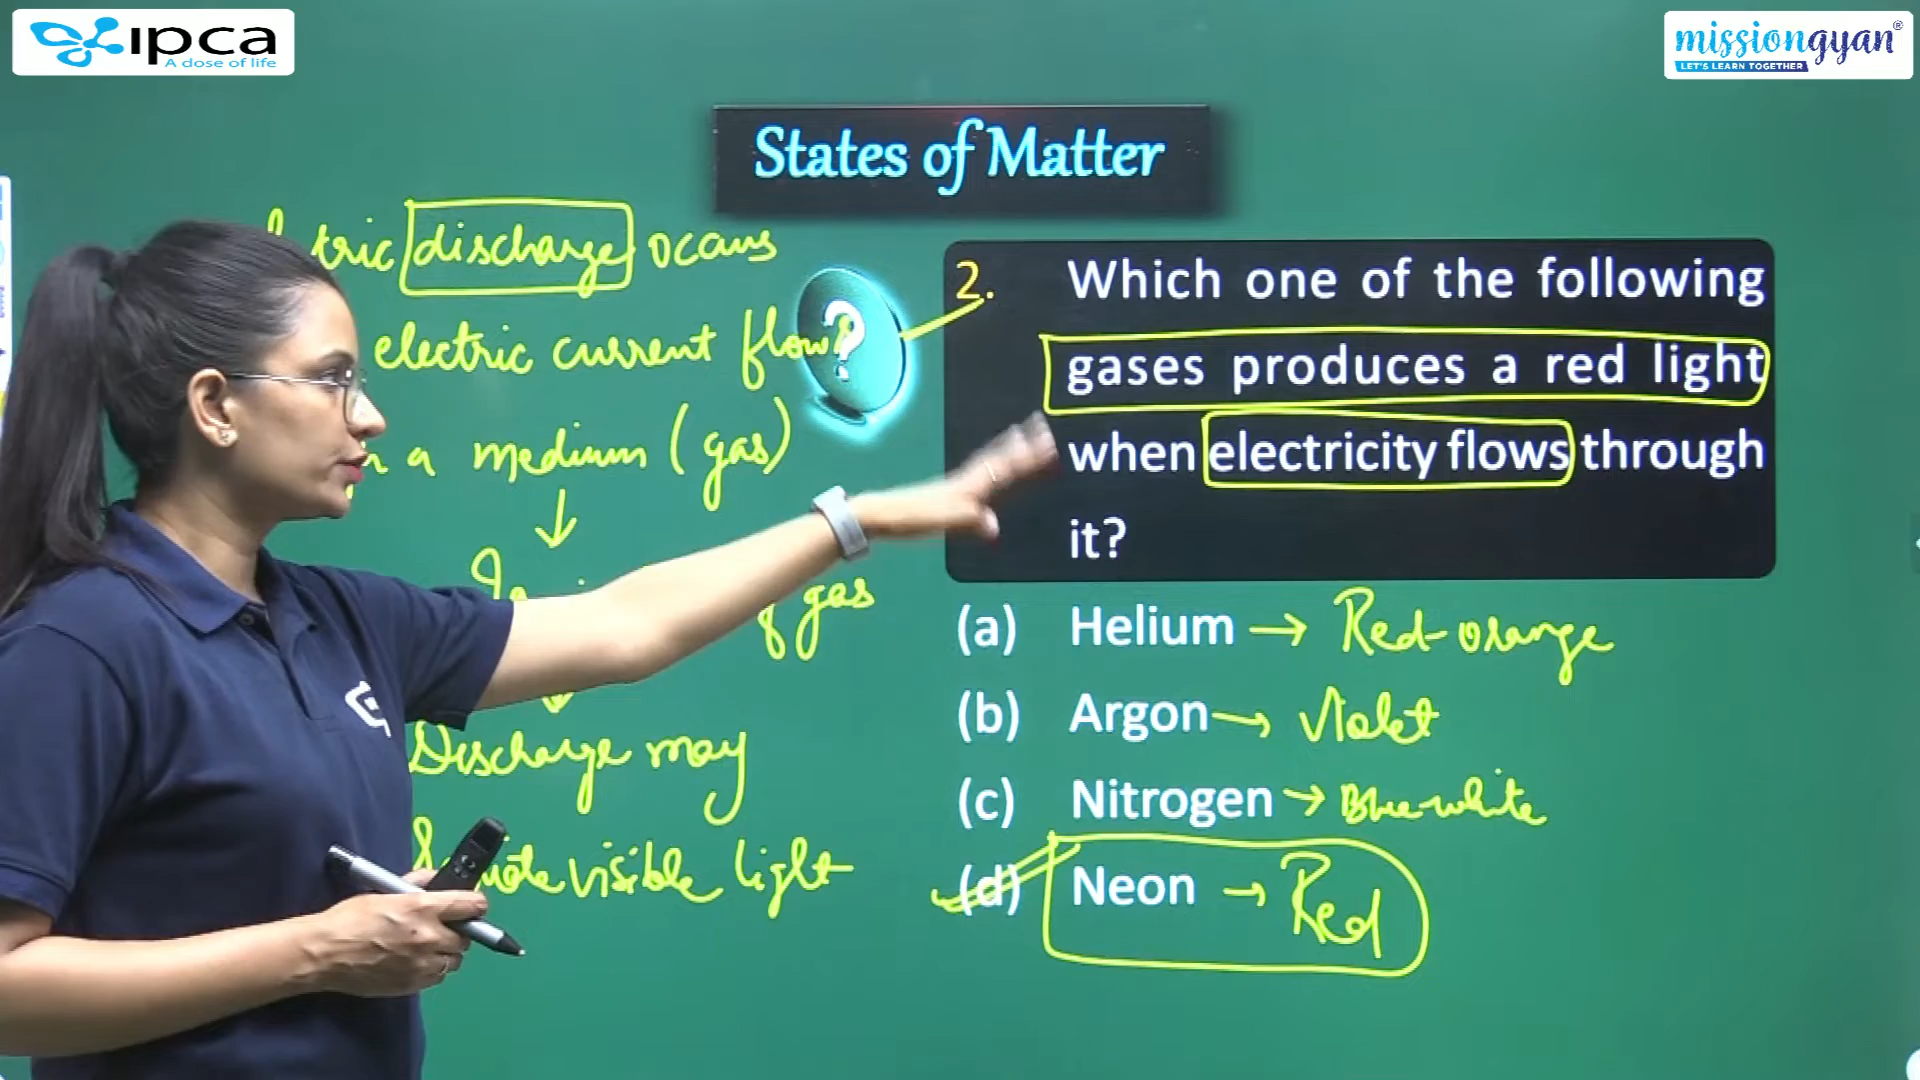 ipca
A dose of life
missiongyan®
LET'S LEARN TOGETHER
States of Matter
tric discharge occurs
electric current flows
a medium (gas)
↓
of gas
Discharge may
visible light
?
2. Which one of the following
gases produces a red light
when electricity flows through
it?
(a) Helium → Red-orange
(b) Argon → Violet
(c) Nitrogen → Blue-white
(d) Neon → Red